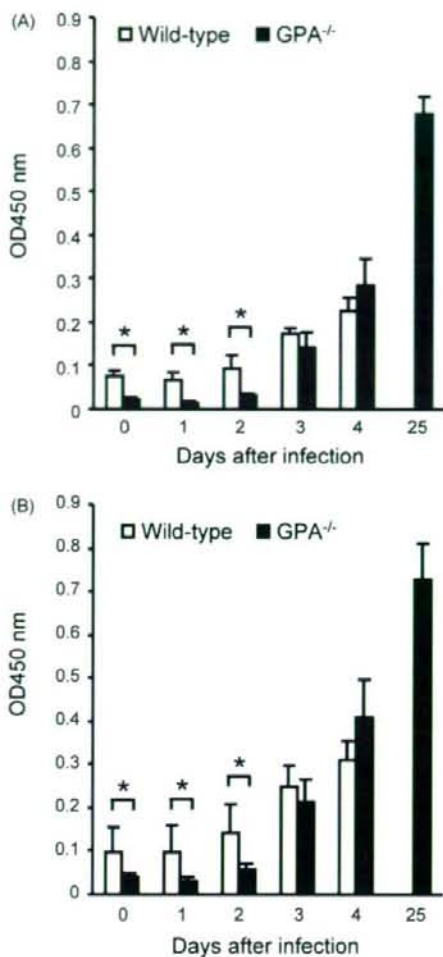 (A)
Wild-type GPA-/-
0.9
0.8
0.7
0.6
0.5
0.4
0.3
0.2
0.1
0
OD450 nm
* * *
0 1 2 3 4 25
Days after infection
(B)
Wild-type GPA-/-
0.9
0.8
0.7
0.6
0.5
0.4
0.3
0.2
0.1
0
OD450 nm
* * *
0 1 2 3 4 25
Days after infection